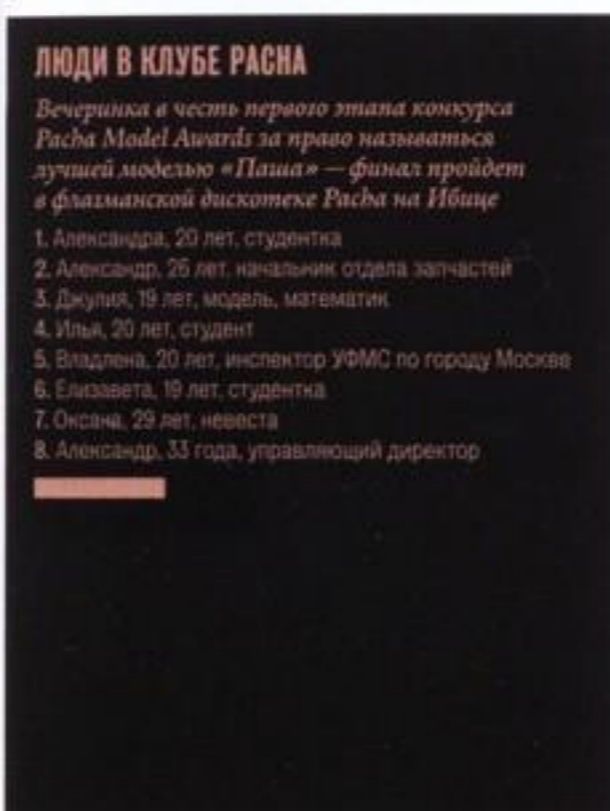 ЛЮДИ В КЛУБЕ PACHA
Вечеринка в честь первого этапа конкурса
Pacha Model Awards за право называться
лучшей моделью «Паша» — финал пройдет
в флагманской дискотеке Pacha на Ибице
1. Александра, 20 лет, студентка
2. Александр, 26 лет, начальник отдела запчастей
3. Джулия, 19 лет, модель, математик
4. Илья, 20 лет, студент
5. Владлена, 20 лет, инспектор УФМС по городу Москве
6. Елизавета, 19 лет, студентка
7. Оксана, 29 лет, невеста
8. Александр, 33 года, управляющий директор